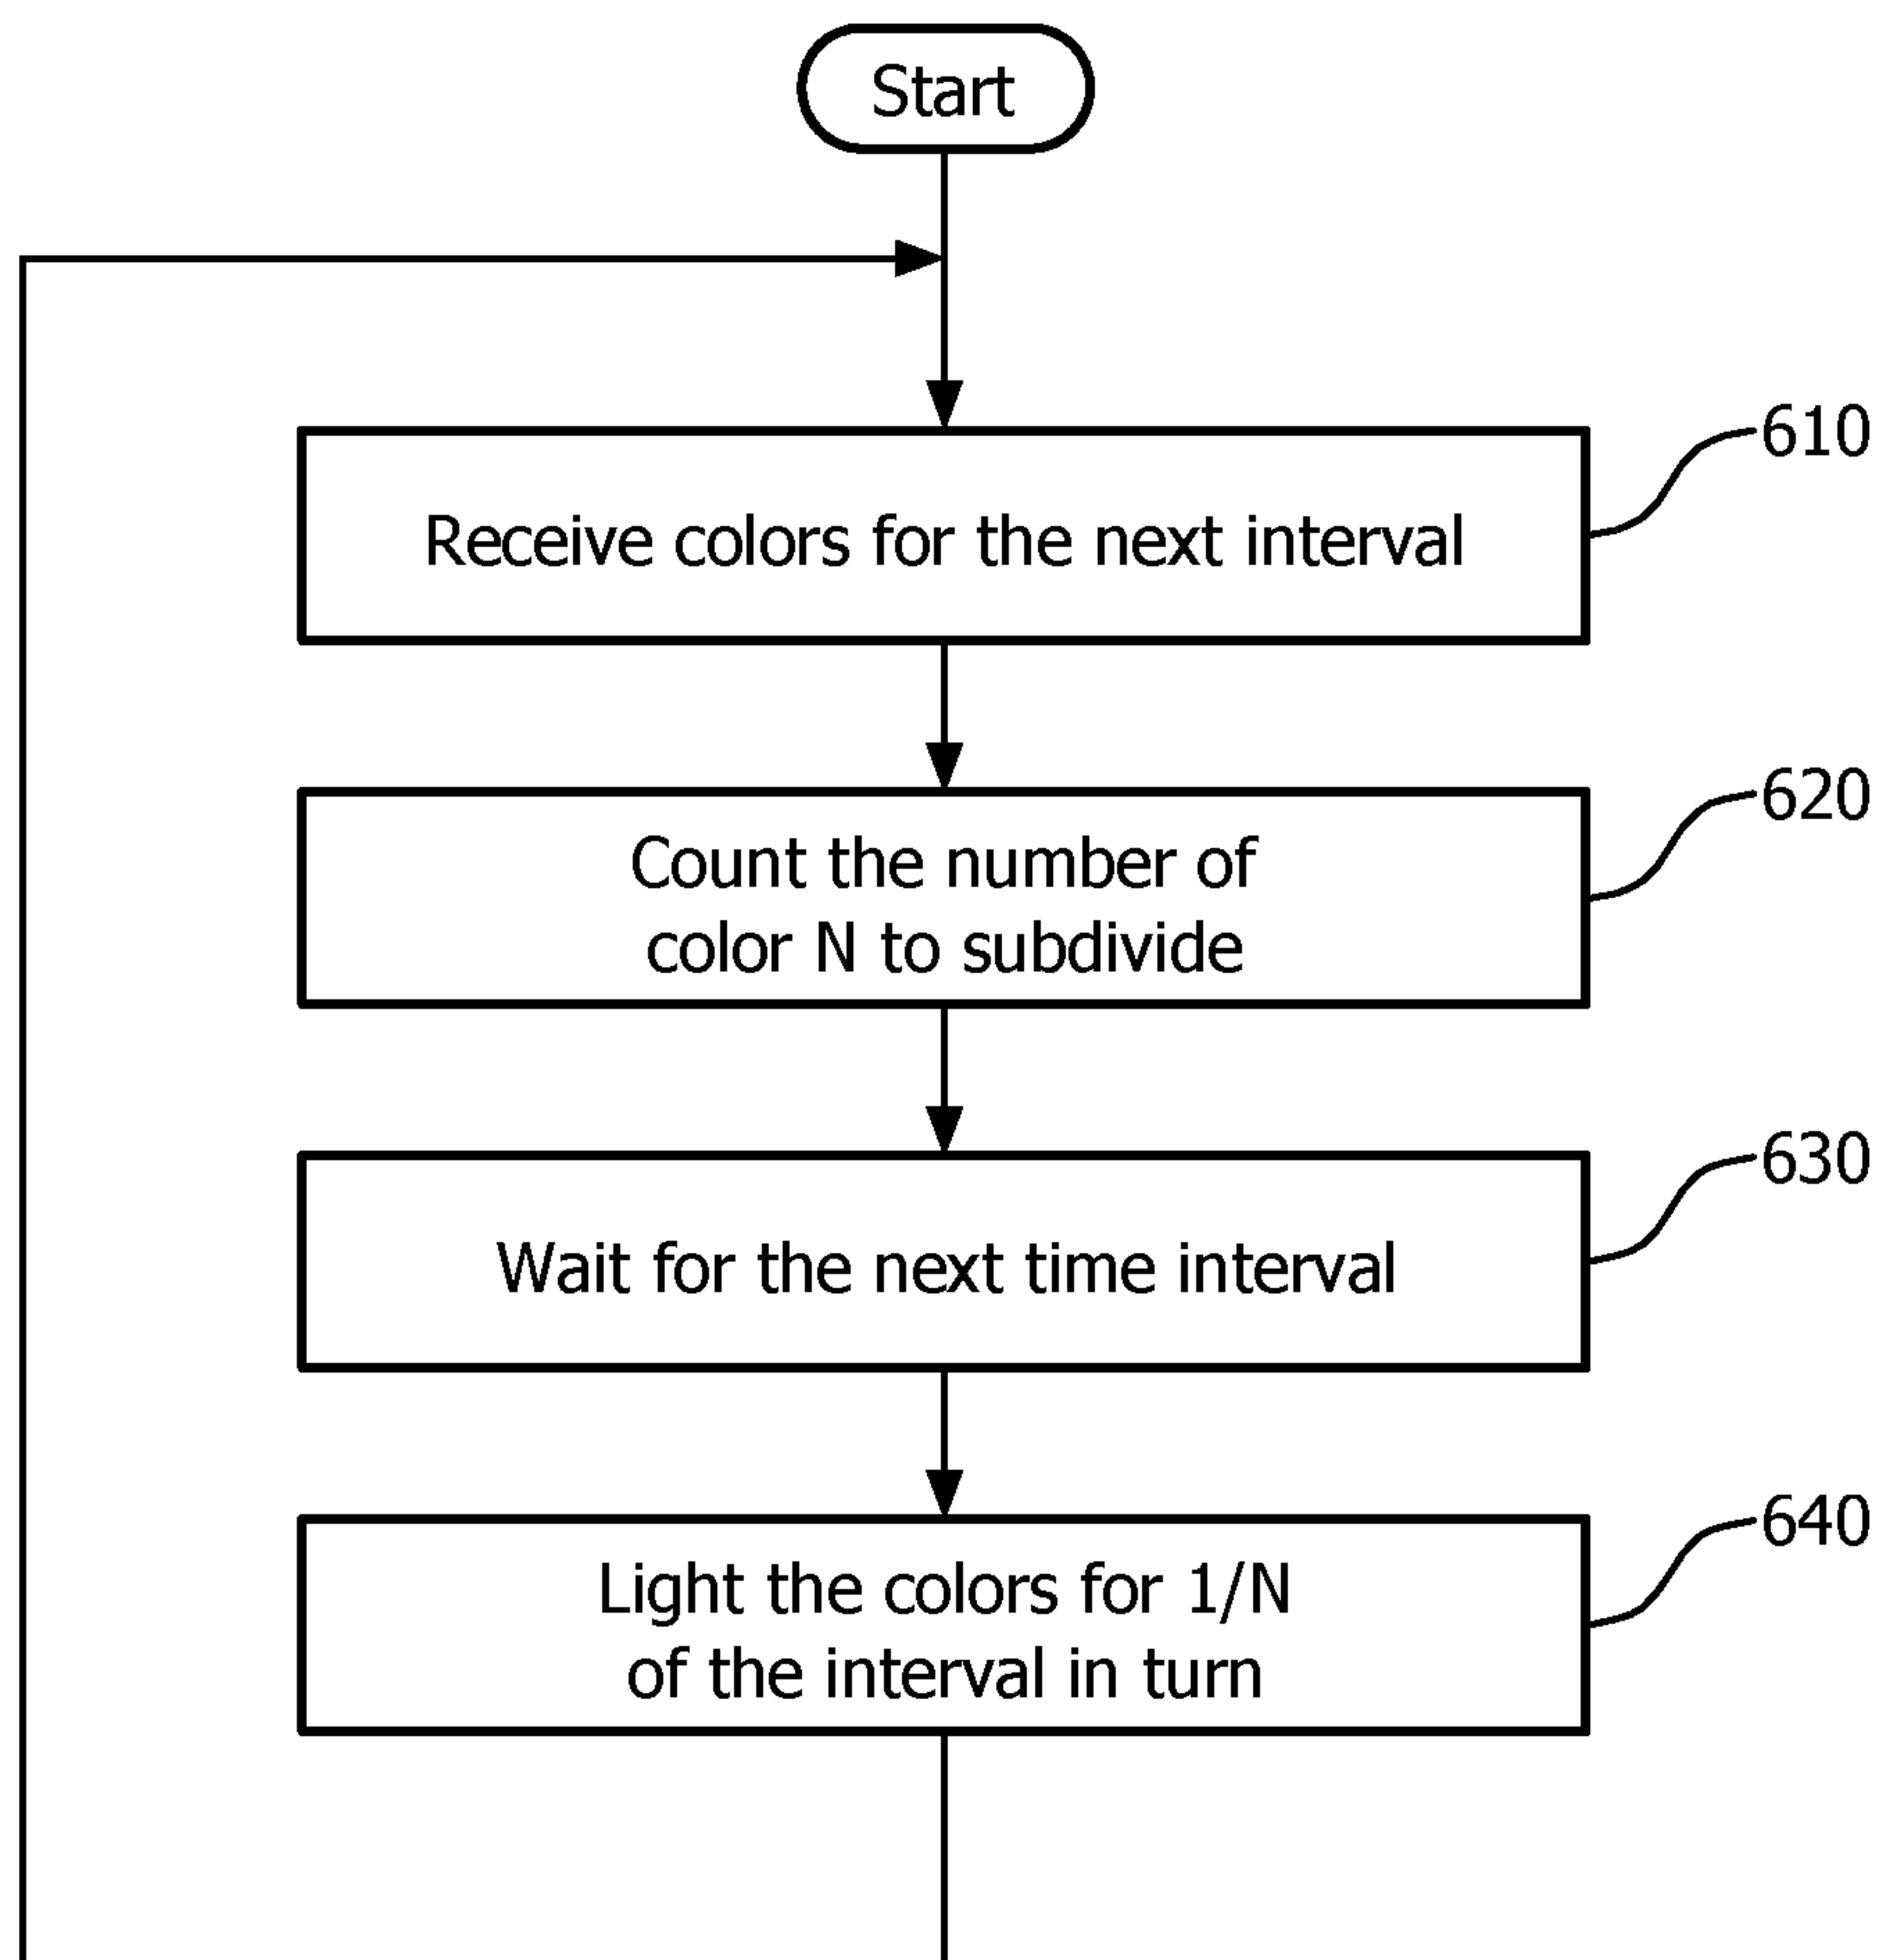 Start
610
Receive colors for the next interval
620
Count the number of
color N to subdivide
630
Wait for the next time interval
640
Light the colors for 1/N
of the interval in turn